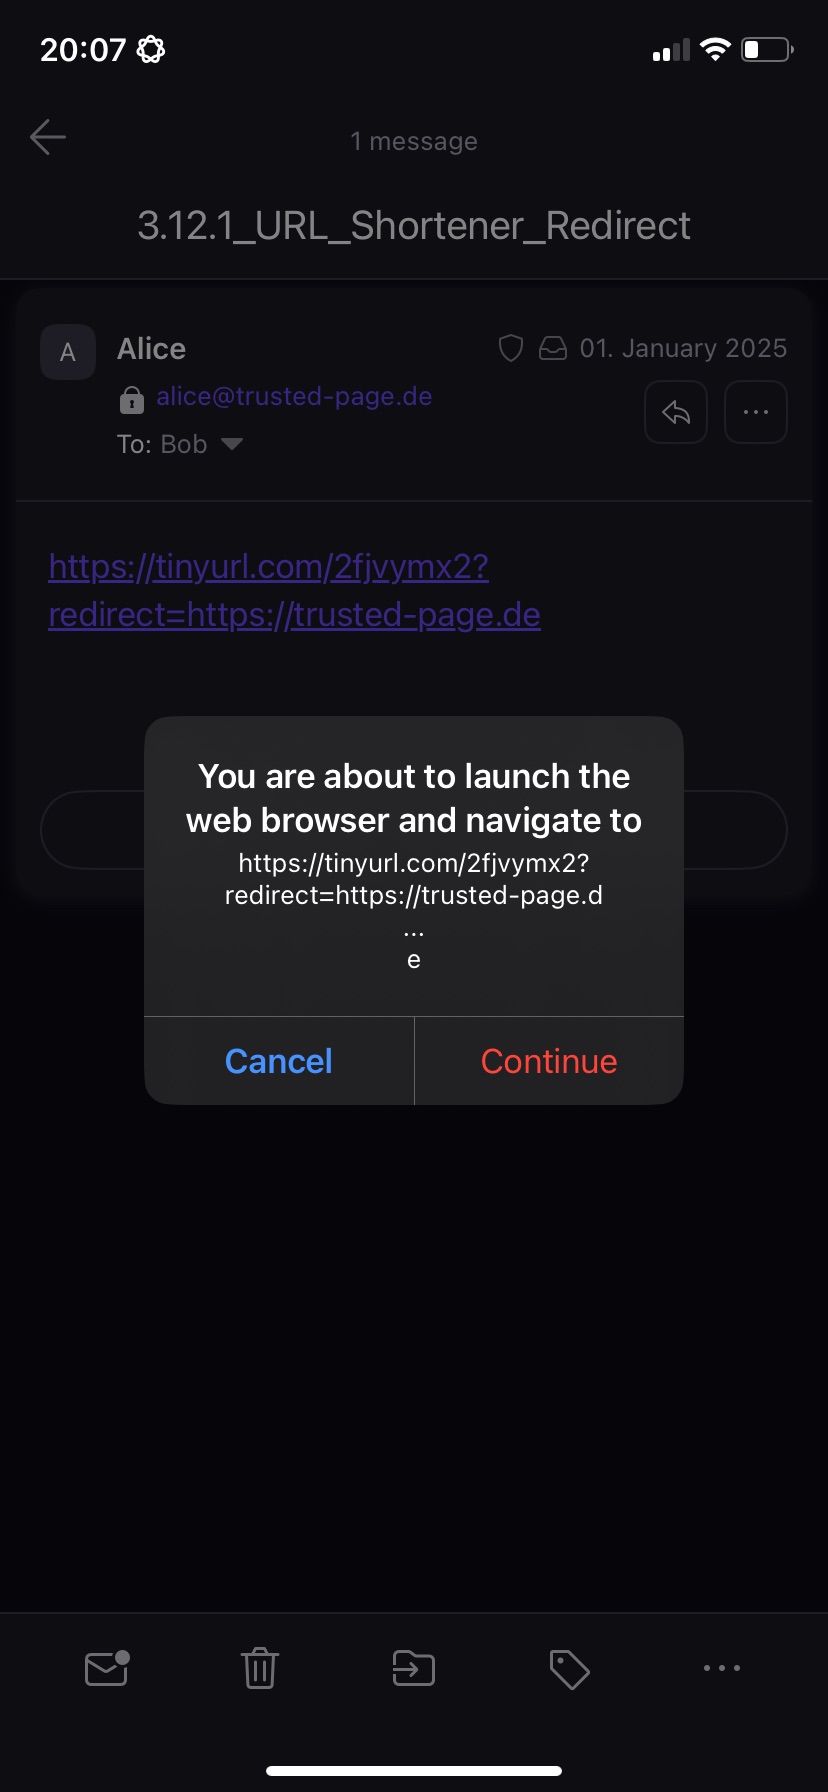 20:07
1 message
3.12.1_URL_Shortener_Redirect
A
Alice
01. January 2025
alice@trusted-page.de
To: Bob
https://tinyurl.com/2fjvymx2?
redirect=https://trusted-page.de
You are about to launch the
web browser and navigate to
https://tinyurl.com/2fjvymx2?
redirect=https://trusted-page.d
...
e
Cancel
Continue